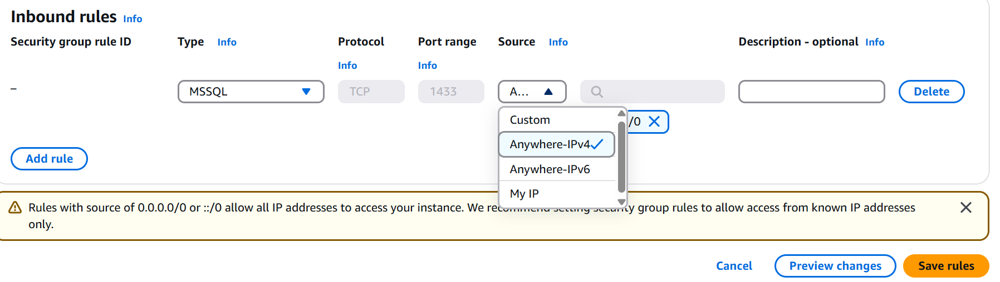 Inbound rules Info
Security group rule ID Type Info Protocol Info Port range Info Source Info Description - optional Info
– MSSQL TCP 1433 A... Delete
/0
Custom
Anywhere-IPv4
Anywhere-IPv6
My IP
Add rule
Rules with source of 0.0.0.0/0 or ::/0 allow all IP addresses to access your instance. We recommend setting security group rules to allow access from known IP addresses
only.
Cancel Preview changes Save rules